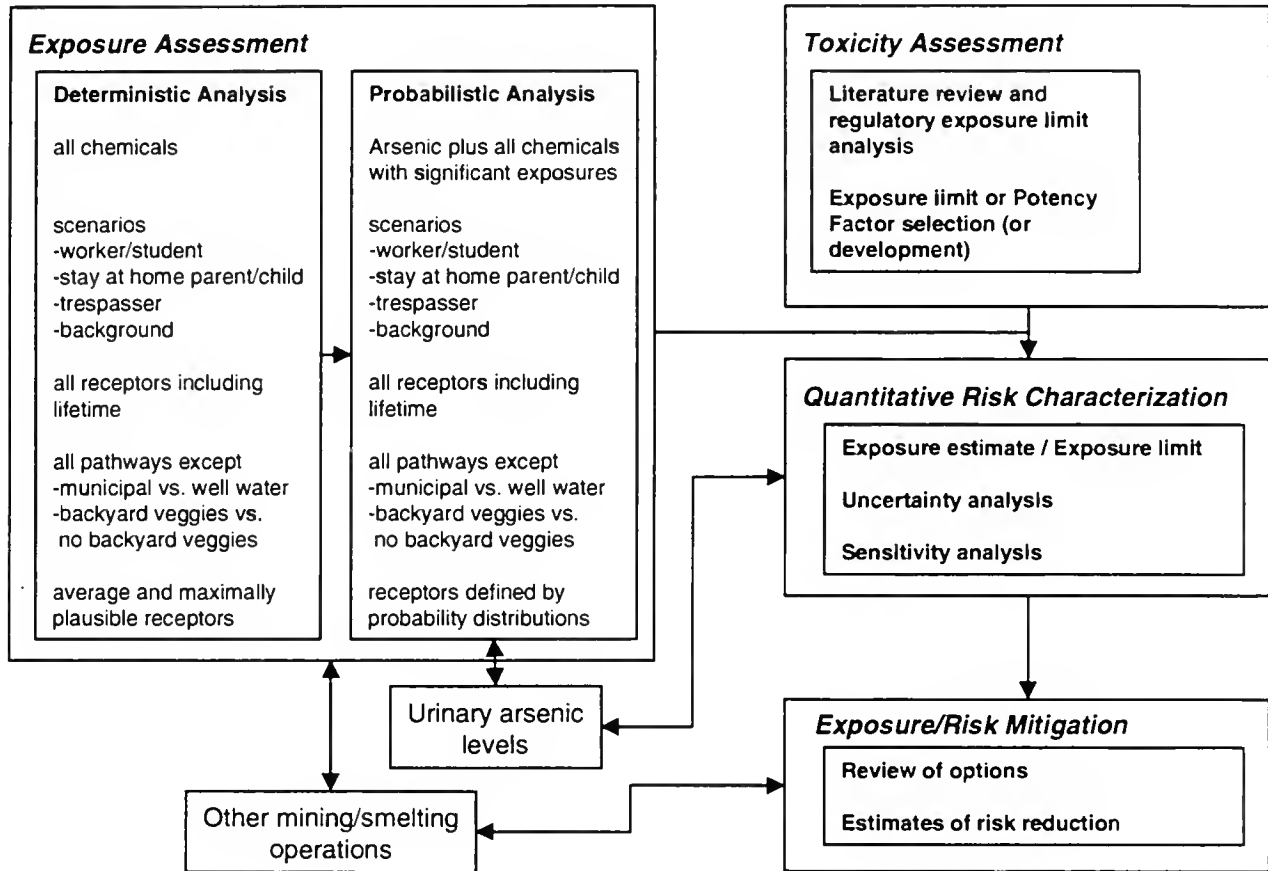 Exposure Assessment
Deterministic Analysis
all chemicals
scenarios
-worker/student
-stay at home parent/child
-trespasser
-background
all receptors including
lifetime
all pathways except
-municipal vs. well water
-backyard veggies vs.
no backyard veggies
average and maximally
plausible receptors
Probabilistic Analysis
Arsenic plus all chemicals
with significant exposures
scenarios
-worker/student
-stay at home parent/child
-trespasser
-background
all receptors including
lifetime
all pathways except
-municipal vs. well water
-backyard veggies vs.
no backyard veggies
receptors defined by
probability distributions
Toxicity Assessment
Literature review and
regulatory exposure limit
analysis
Exposure limit or Potency
Factor selection (or
development)
Quantitative Risk Characterization
Exposure estimate / Exposure limit
Uncertainty analysis
Sensitivity analysis
Urinary arsenic
levels
Other mining/smelting
operations
Exposure/Risk Mitigation
Review of options
Estimates of risk reduction